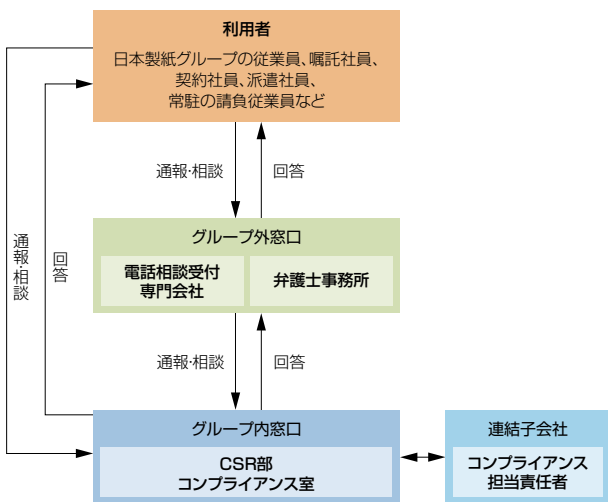 利用者
日本製紙グループの従業員、嘱託社員、
契約社員、派遣社員、
常駐の請負従業員など
通報・相談
回答
通報・相談
回答
グループ外窓口
電話相談受付
専門会社
弁護士事務所
通報・相談
回答
グループ内窓口
CSR部
コンプライアンス室
連結子会社
コンプライアンス
担当責任者